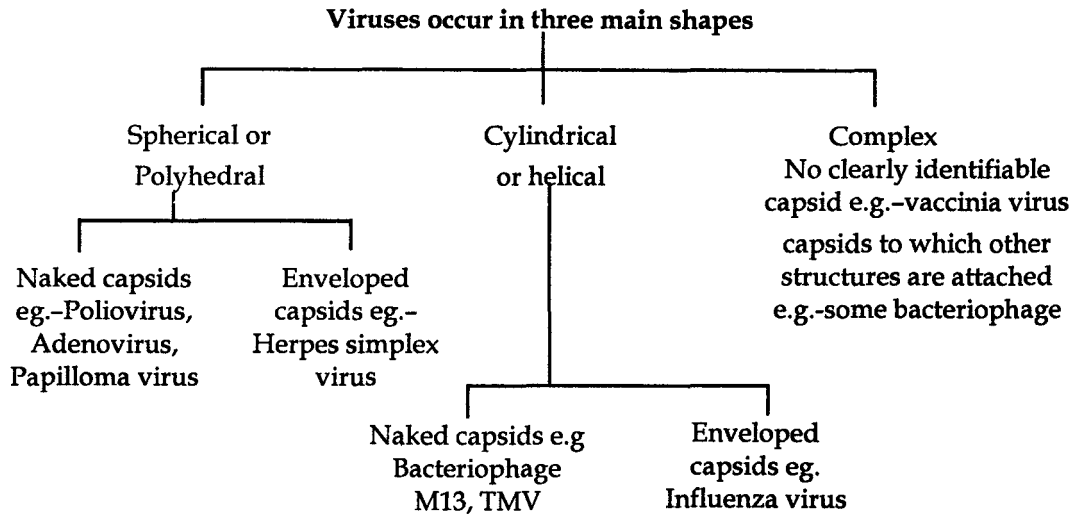 Viruses occur in three main shapes
Spherical or
Polyhedral
Naked capsids
eg.–Poliovirus,
Adenovirus,
Papilloma virus
Enveloped
capsids eg.–
Herpes simplex
virus
Cylindrical
or helical
Naked capsids e.g
Bacteriophage
M13, TMV
Enveloped
capsids eg.
Influenza virus
Complex
No clearly identifiable
capsid e.g.–vaccinia virus
capsids to which other
structures are attached
e.g.-some bacteriophage